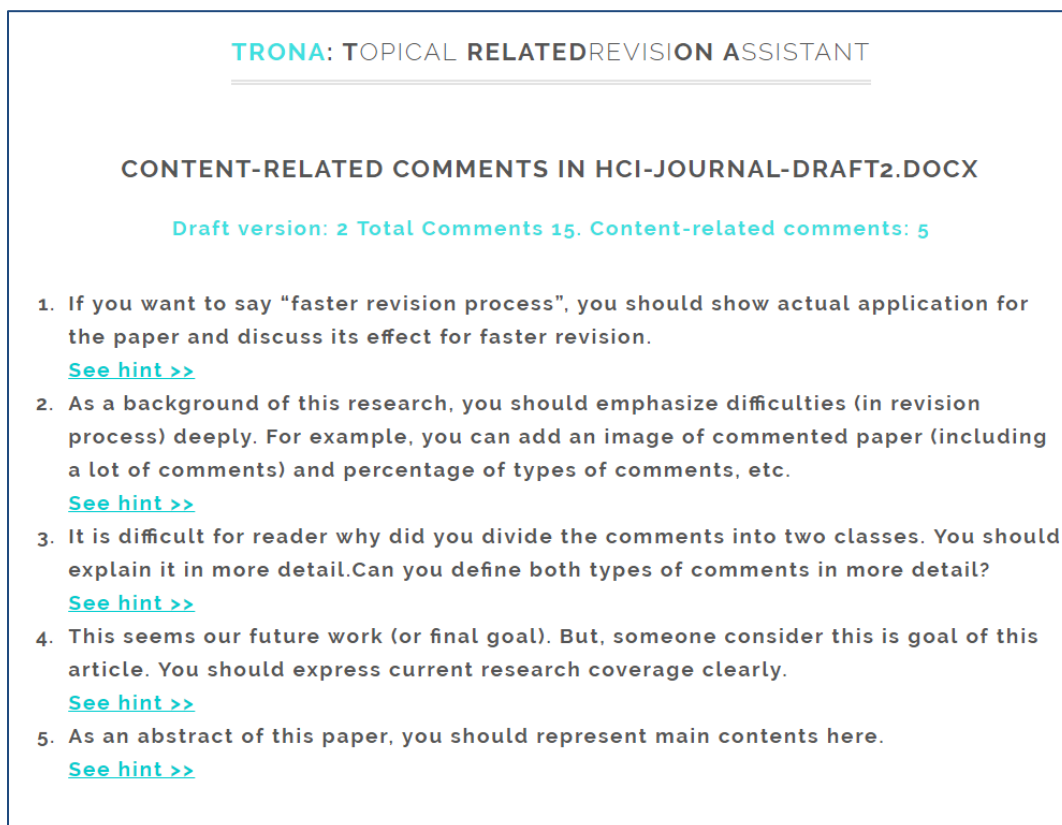 TRONA: TOPICAL RELATEDREVISION ASSISTANT
CONTENT-RELATED COMMENTS IN HCI-JOURNAL-DRAFT2.DOCX
Draft version: 2 Total Comments 15. Content-related comments: 5
1. If you want to say “faster revision process”, you should show actual application for
the paper and discuss its effect for faster revision.
See hint >>
2. As a background of this research, you should emphasize difficulties (in revision
process) deeply. For example, you can add an image of commented paper (including
a lot of comments) and percentage of types of comments, etc.
See hint >>
3. It is difficult for reader why did you divide the comments into two classes. You should
explain it in more detail.Can you define both types of comments in more detail?
See hint >>
4. This seems our future work (or final goal). But, someone consider this is goal of this
article. You should express current research coverage clearly.
See hint >>
5. As an abstract of this paper, you should represent main contents here.
See hint >>